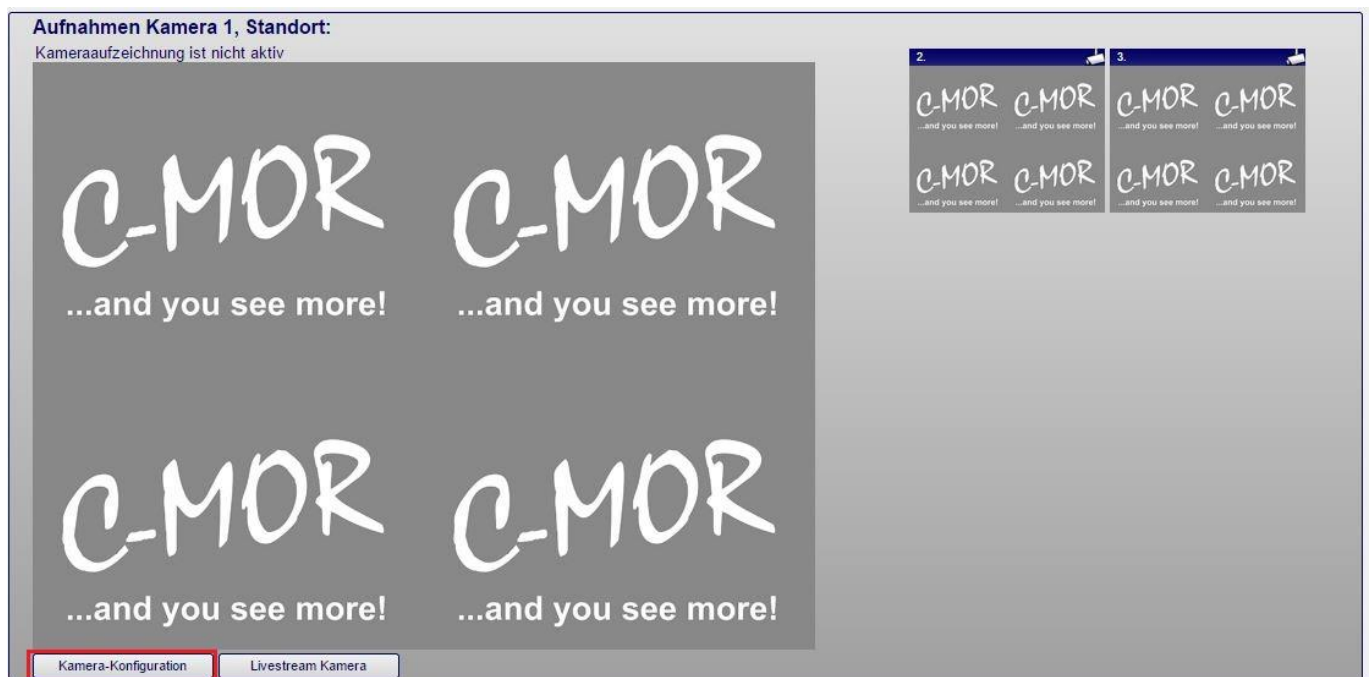 Aufnahmen Kamera 1, Standort:
Kameraaufzeichnung ist nicht aktiv
C-MOR C-MOR
...and you see more! ...and you see more!
C-MOR C-MOR
...and you see more! ...and you see more!
Kamera-Konfiguration Livestream Kamera
2. 3.
C-MOR C-MOR C-MOR C-MOR
...and you see more! ...and you see more! ...and you see more! ...and you see more!
C-MOR C-MOR C-MOR C-MOR
...and you see more! ...and you see more! ...and you see more! ...and you see more!